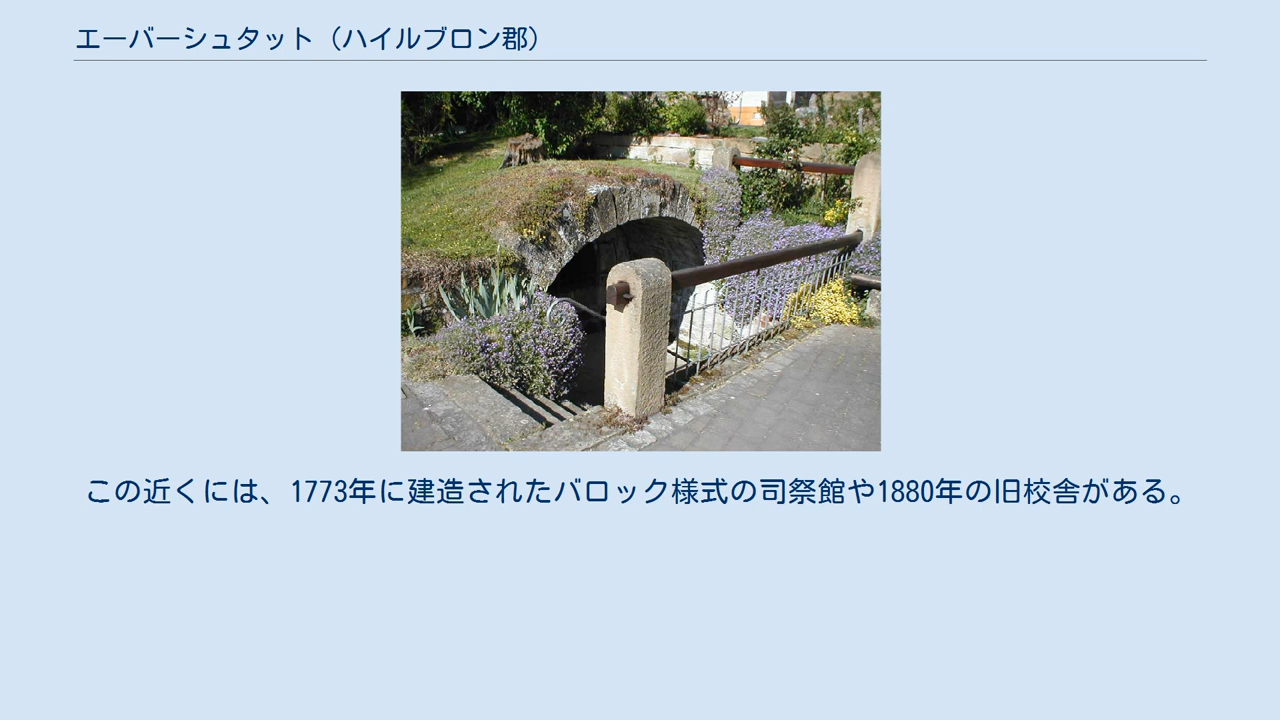 エーバーシュタット（ハイルブロン郡）
この近くには、1773年に建造されたバロック様式の司祭館や1880年の旧校舎がある。